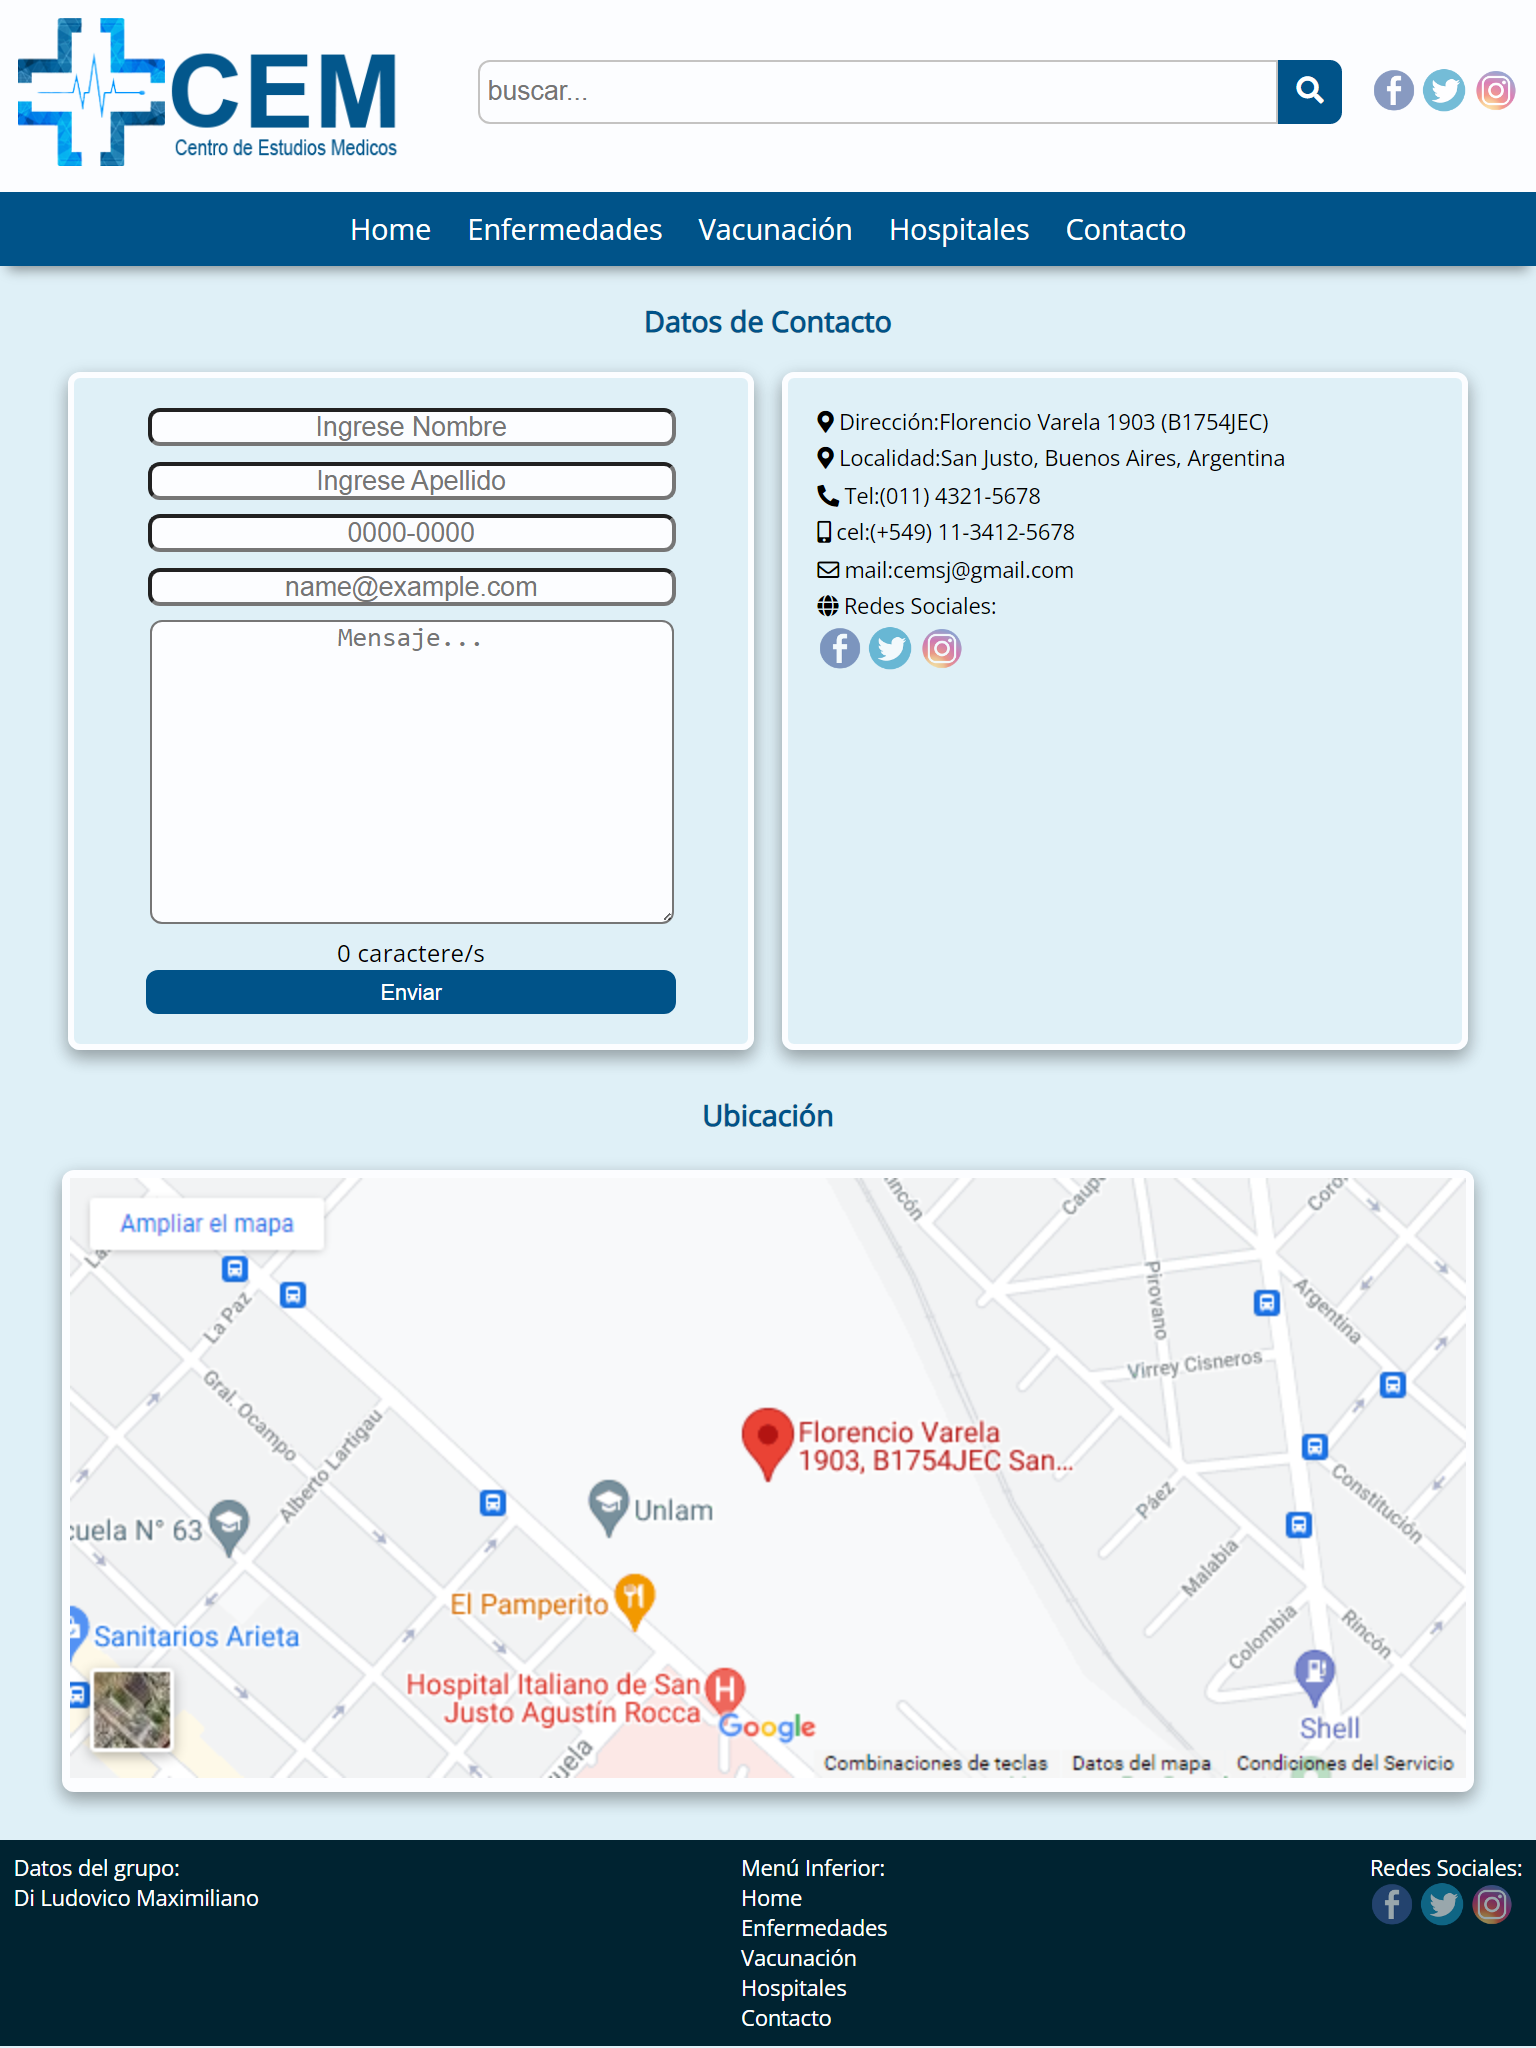 CEM
Centro de Estudios Medicos
buscar...
Home Enfermedades Vacunación Hospitales Contacto
Datos de Contacto
Ingrese Nombre
Ingrese Apellido
0000-0000
name@example.com
Mensaje...
0 caractere/s
Enviar
Dirección:Florencio Varela 1903 (B1754JEC)
Localidad:San Justo, Buenos Aires, Argentina
Tel:(011) 4321-5678
cel:(+549) 11-3412-5678
mail:cemsj@gmail.com
Redes Sociales:
Ubicación
Ampliar el mapa
La Paz
Gral. Ocampo
Alberto Lartigau
cuela N° 63
Sanitarios Arieta
Unlam
El Pamperito
Hospital Italiano de San
Justo Agustín Rocca
Florencio Varela
1903, B1754JEC San...
Pirovano
Virrey Cisneros
Argentina
Constitución
Páez
Malabia
Colombia
Rincón
Shell
Google
Combinaciones de teclas Datos del mapa Condiciones del Servicio
Datos del grupo:
Di Ludovico Maximiliano
Menú Inferior:
Home
Enfermedades
Vacunación
Hospitales
Contacto
Redes Sociales: